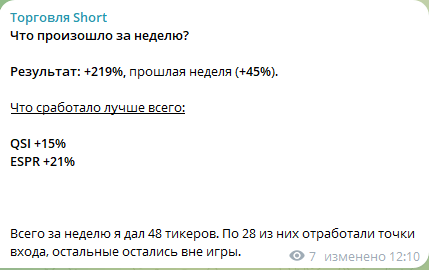 Торговля Short
Что произошло за неделю?
Результат: +219%, прошлая неделя (+45%).
Что сработало лучше всего:
QSI +15%
ESPR +21%
Всего за неделю я дал 48 тикеров. По 28 из них отработали точки
входа, остальные остались вне игры.
7 изменено 12:10